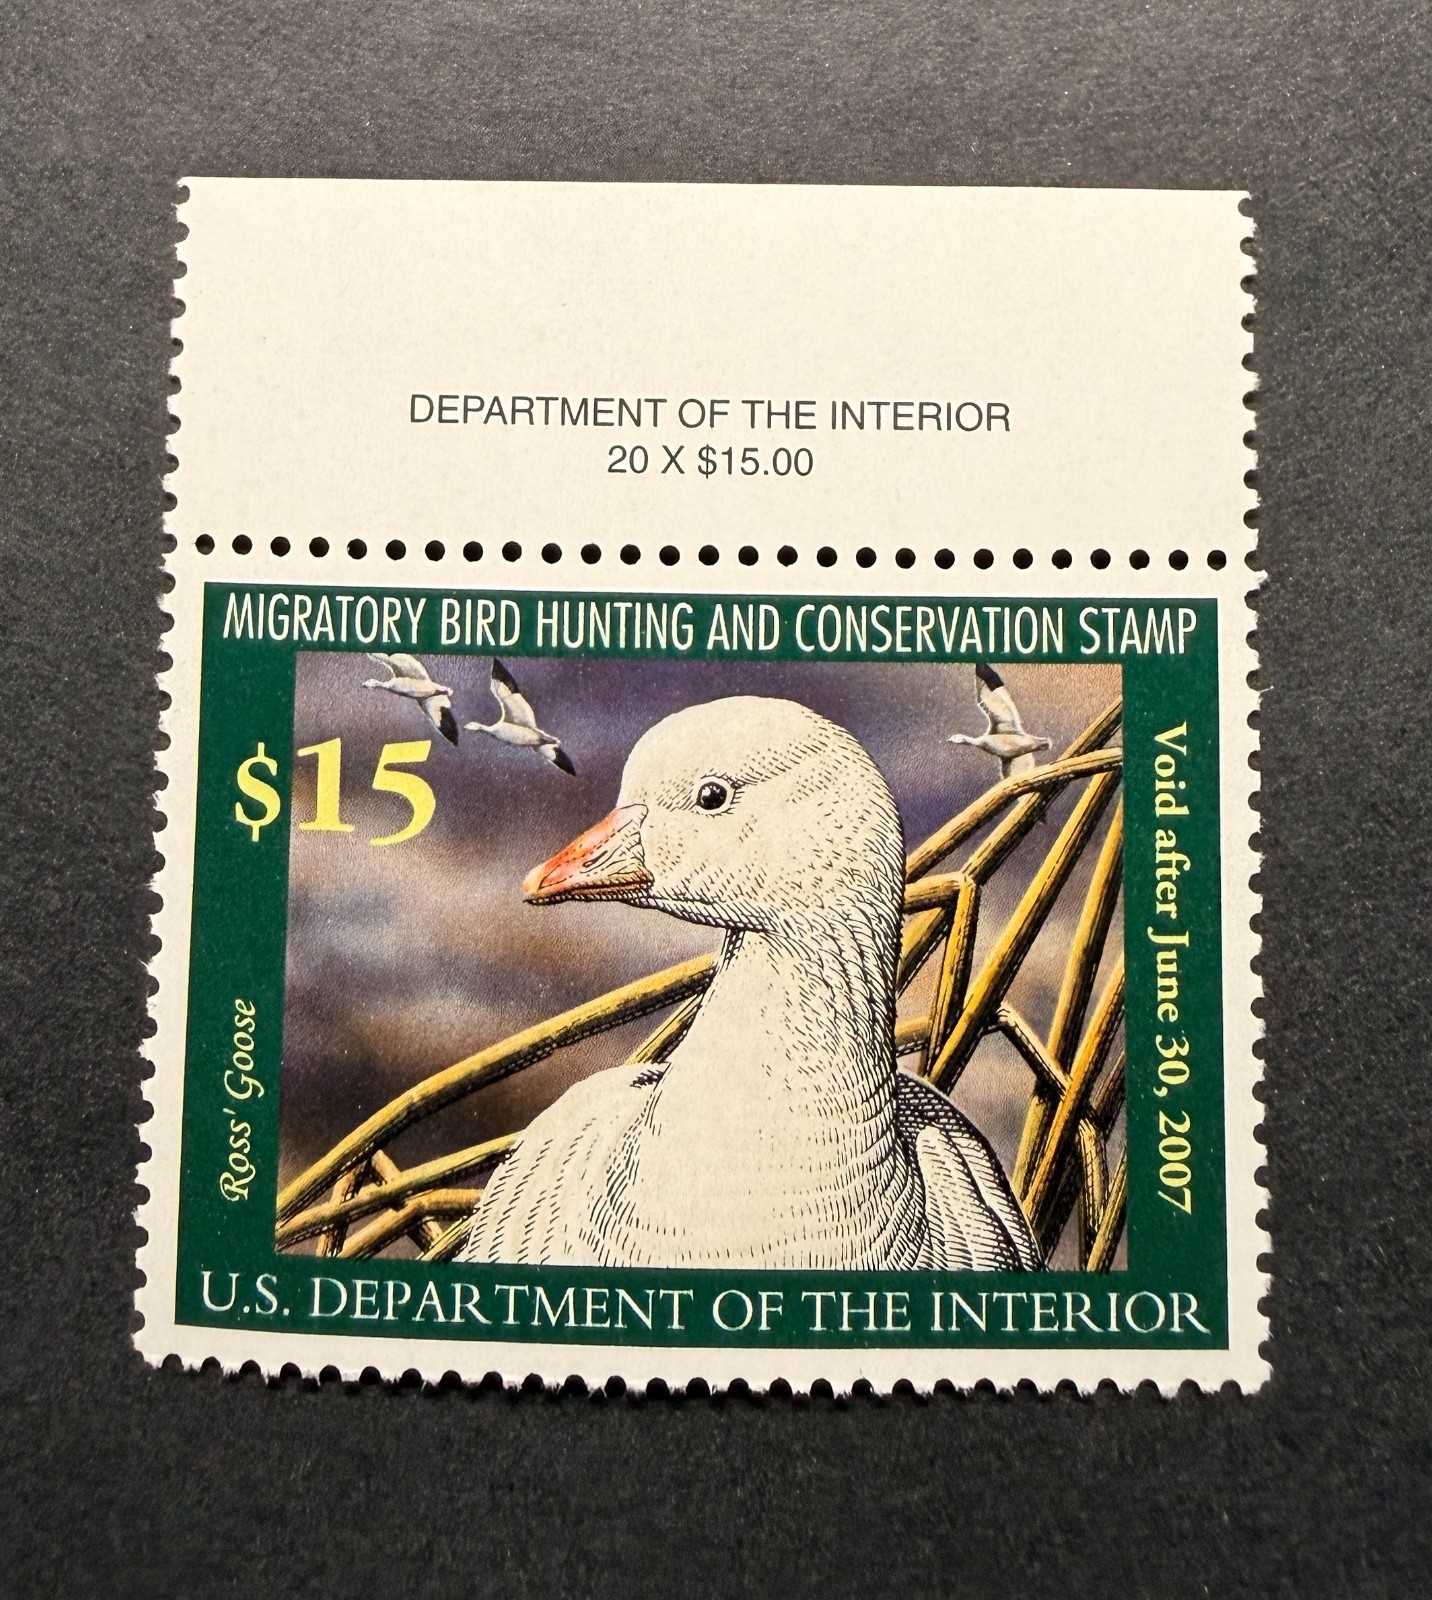 DEPARTMENT OF THE INTERIOR
20 X $15.00
MIGRATORY BIRD HUNTING AND CONSERVATION STAMP
$15
Void after June 30, 2007
Ross' Goose
U.S. DEPARTMENT OF THE INTERIOR